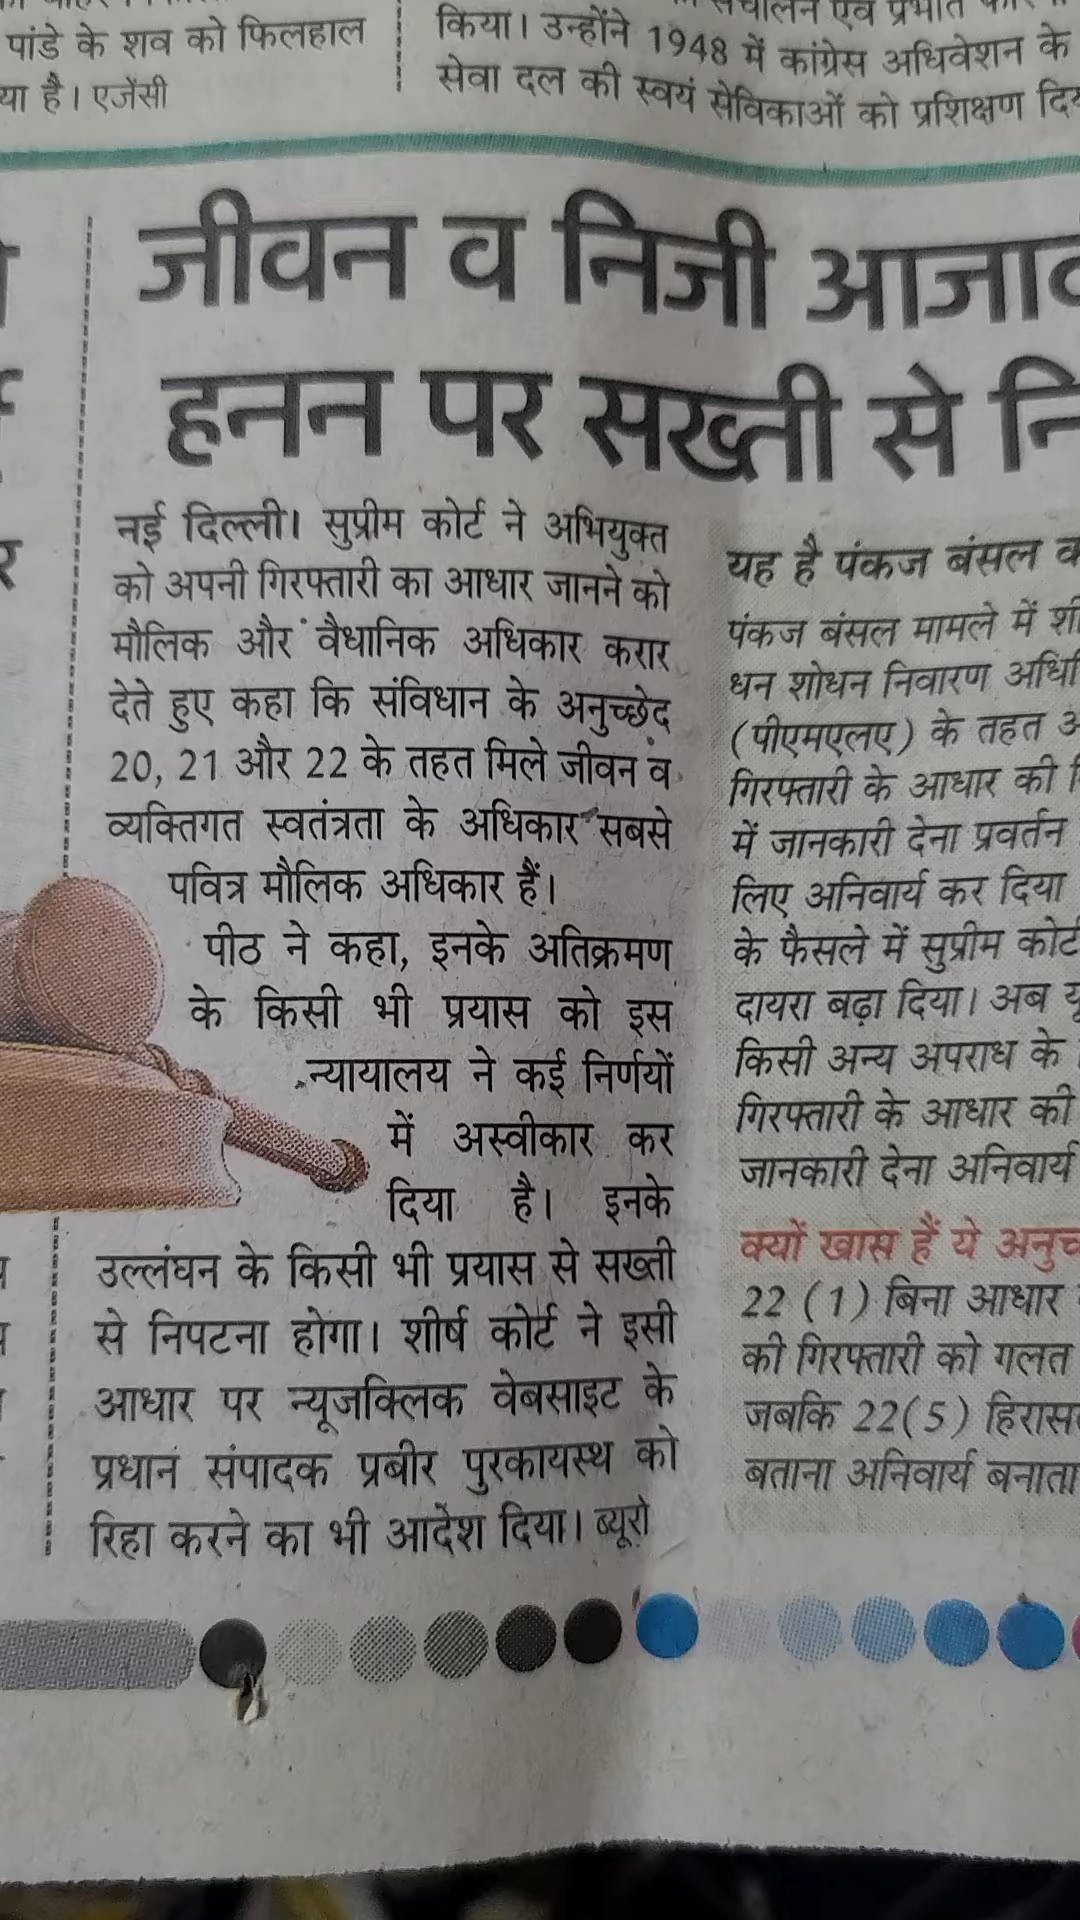 पांडे के शव को फिलहाल
या है। एजेंसी
किया। उन्होंने 1948 में कांग्रेस अधिवेशन के
सेवा दल की स्वयं सेविकाओं को प्रशिक्षण
जीवन व निजी
हनन पर सख्ती से
नई दिल्ली। सुप्रीम कोर्ट ने अभियुक्त
को अपनी गिरफ्तारी का आधार जानने को
मौलिक और वैधानिक अधिकार करार
देते हुए कहा कि संविधान के अनुच्छेद
20, 21 और 22 के तहत मिले जीवन व
व्यक्तिगत स्वतंत्रता के अधिकार सबसे
पवित्र मौलिक अधिकार हैं।
पीठ ने कहा, इनके अतिक्रमण
के किसी भी प्रयास को इस
न्यायालय ने कई निर्णयों
में अस्वीकार कर
दिया है। इनके
उल्लंघन के किसी भी प्रयास से सख्ती
से निपटना होगा। शीर्ष कोर्ट ने इसी
आधार पर न्यूजक्लिक वेबसाइट के
प्रधान संपादक प्रबीर पुरकायस्थ को
रिहा करने का भी आदेश दिया। ब्यूरो
यह है पंकज बंसल
पंकज बंसल मामले में
धन शोधन निवारण
(पीएमएलए) के तहत
गिरफ्तारी के आधार की
में जानकारी देना प्रवर्तन
लिए अनिवार्य कर दिया
के फैसले में सुप्रीम कोर्ट
दायरा बढ़ा दिया। अब
किसी अन्य अपराध के
गिरफ्तारी के आधार की
जानकारी देना अनिवार्य
क्यों खास हैं ये
22 (1) बिना आधार
की गिरफ्तारी को गलत
जबकि 22(5)
बताना अनिवार्य बनाता